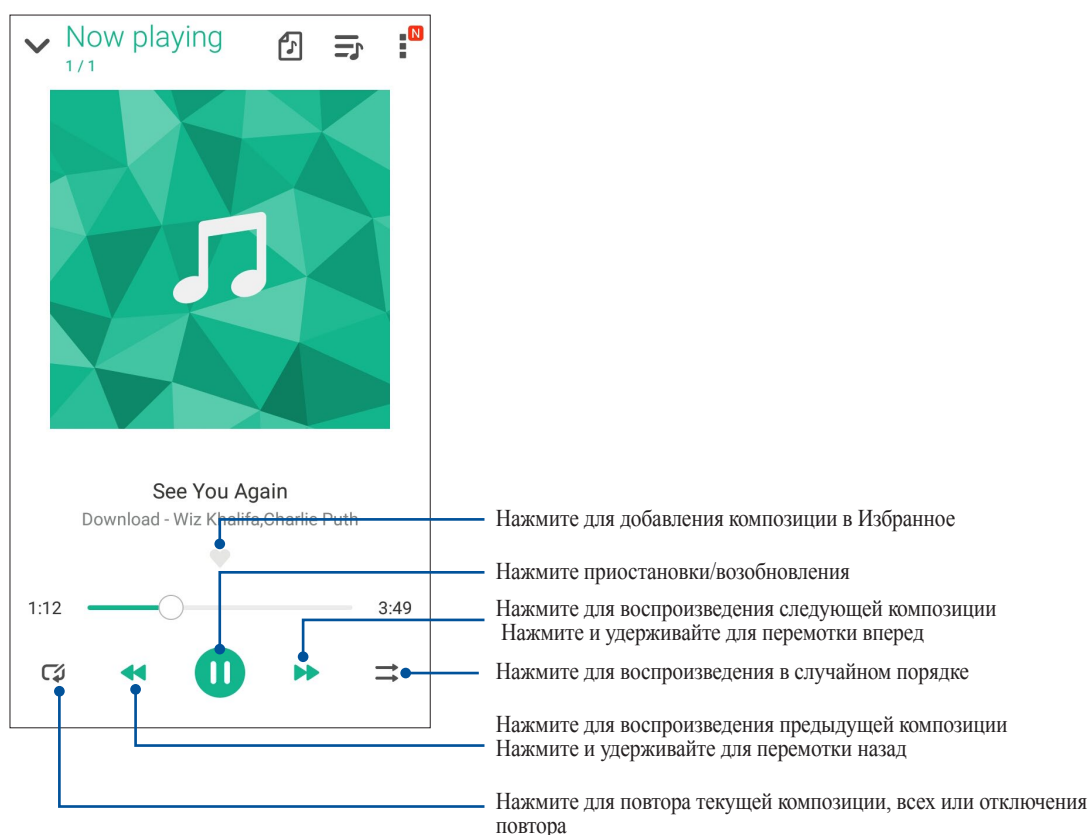 Now playing
N
1 / 1
See You Again
Download - Wiz Khalifa,Charlie Puth
Нажмите для добавления композиции в Избранное
Нажмите приостановки/возобновления
1:12
3:49
Нажмите для воспроизведения следующей композиции
Нажмите и удерживайте для перемотки вперед
Нажмите для воспроизведения в случайном порядке
Нажмите для воспроизведения предыдущей композиции
Нажмите и удерживайте для перемотки назад
Нажмите для повтора текущей композиции, всех или отключения
повтора